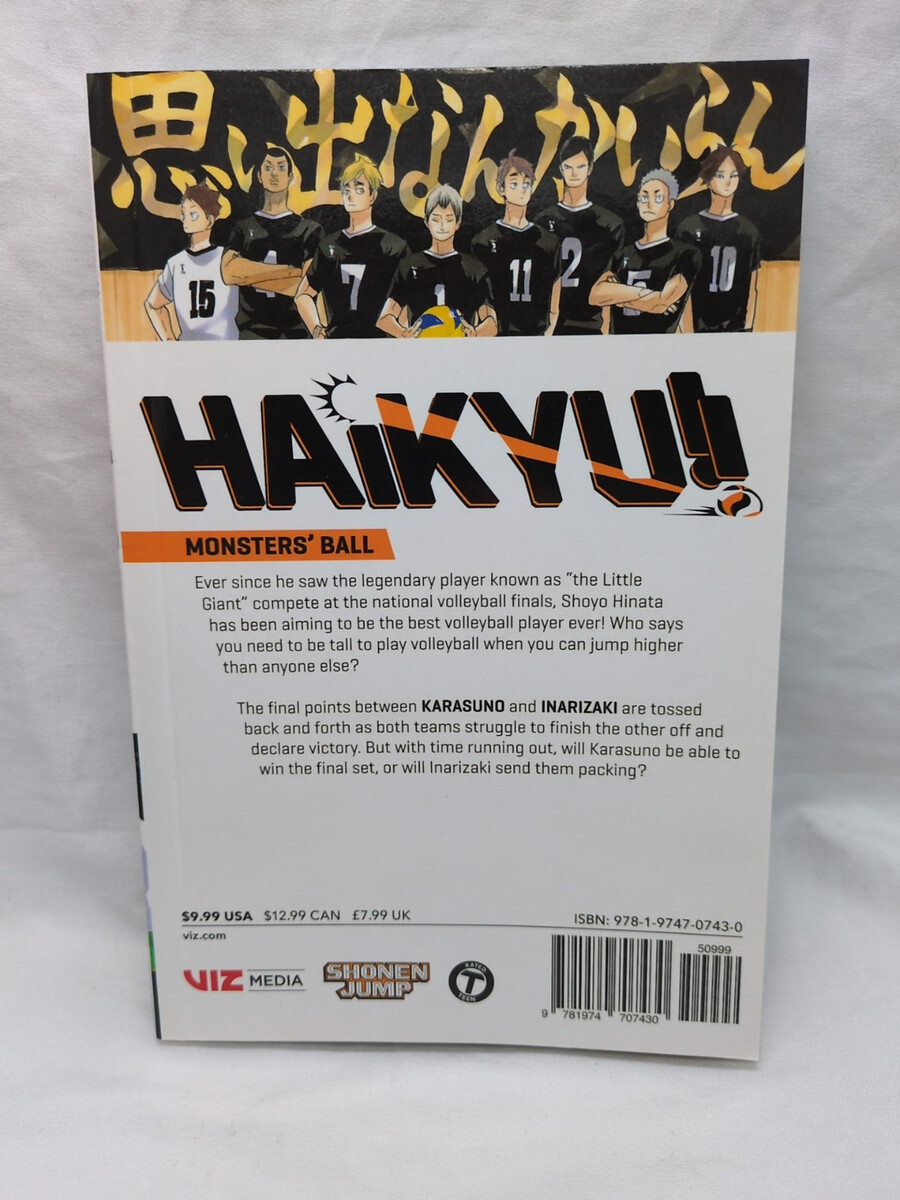 思い出なんかいらん
15
4
7
1
11
2
5
10
HAiKYU!!
MONSTERS' BALL
Ever since he saw the legendary player known as "the Little
Giant" compete at the national volleyball finals, Shoyo Hinata
has been aiming to be the best volleyball player ever! Who says
you need to be tall to play volleyball when you can jump higher
than anyone else?
The final points between KARASUNO and INARIZAKI are tossed
back and forth as both teams struggle to finish the other off and
declare victory. But with time running out, will Karasuno be able to
win the final set, or will Inarizaki send them packing?
$9.99 USA $12.99 CAN £7.99 UK
viz.com
ISBN: 978-1-9747-0743-0
50999
VIZ MEDIA
SHONEN
JUMP
RATED
T
TEEN
9 781974 707430